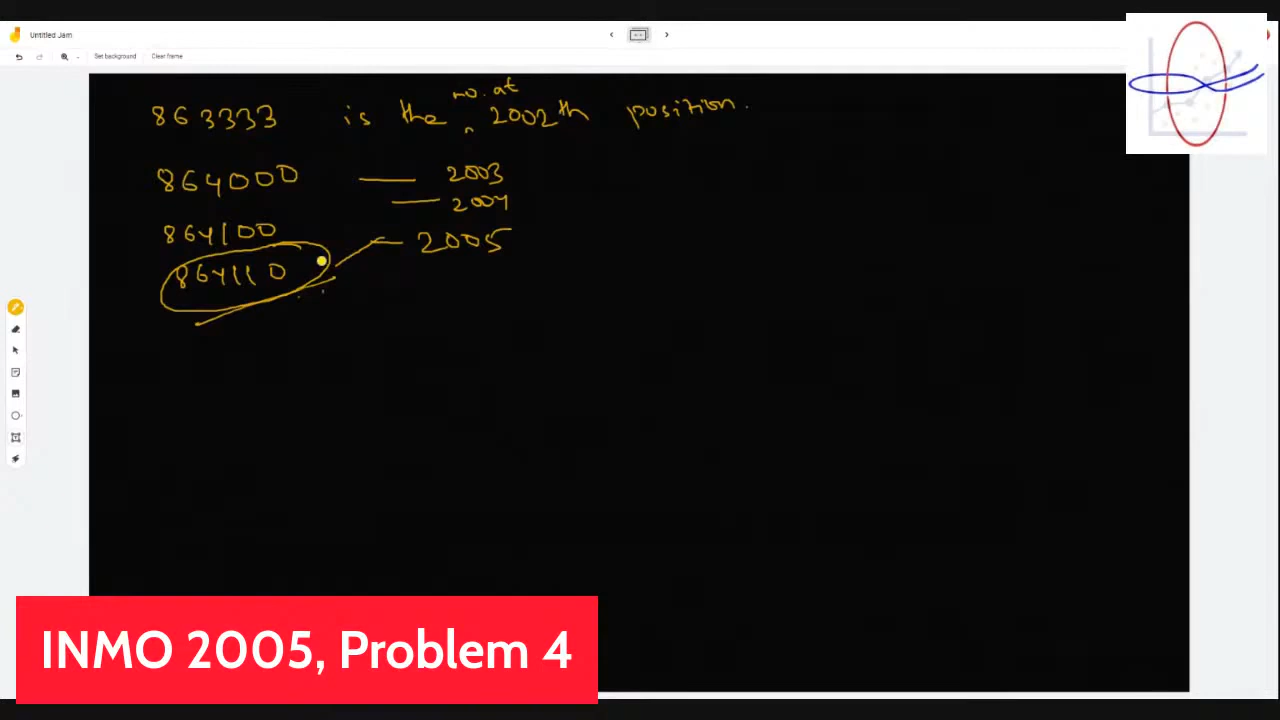 Untitled Jam
Set background Clear frame
no. at
863333 is the 2002th position.
864000 — 2003
— 2004
864100
— 2005
864110
INMO 2005, Problem 4